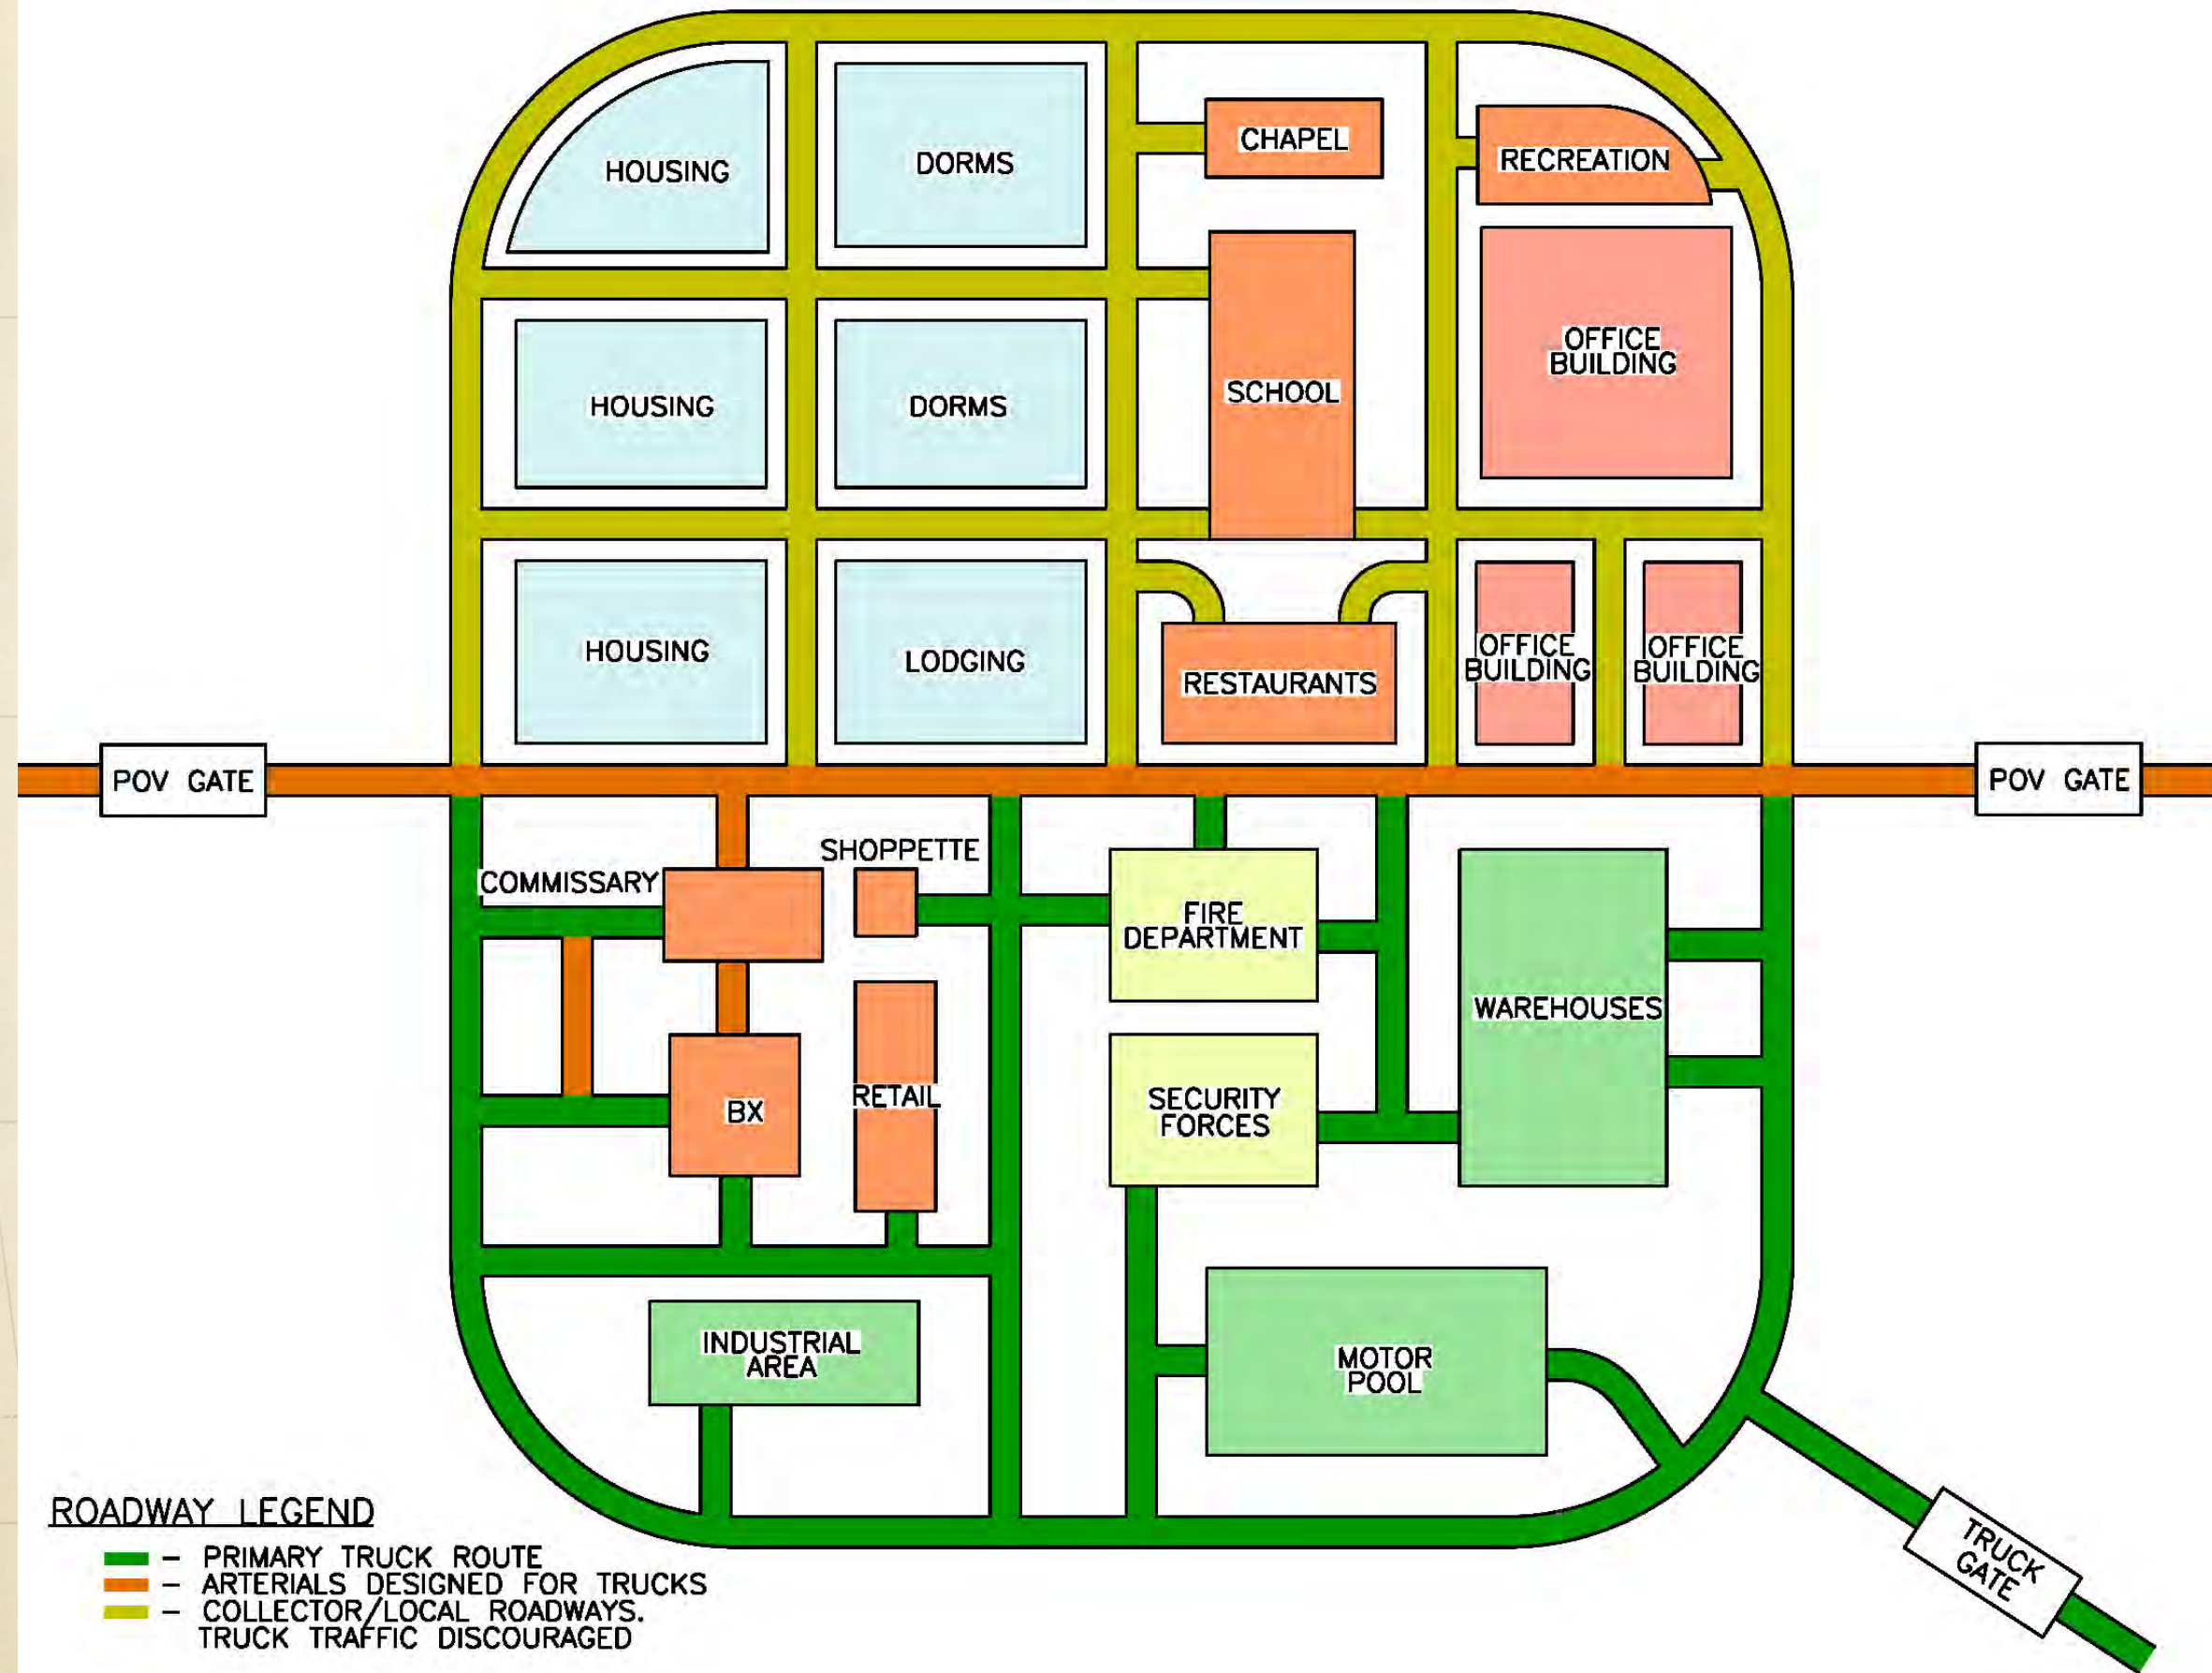 HOUSING
DORMS
CHAPEL
RECREATION
HOUSING
DORMS
SCHOOL
OFFICE
BUILDING
HOUSING
LODGING
RESTAURANTS
OFFICE
BUILDING
OFFICE
BUILDING
POV GATE
POV GATE
COMMISSARY
SHOPPETTE
FIRE
DEPARTMENT
WAREHOUSES
BX
RETAIL
SECURITY
FORCES
INDUSTRIAL
AREA
MOTOR
POOL
TRUCK
GATE
ROADWAY LEGEND
– PRIMARY TRUCK ROUTE
– ARTERIALS DESIGNED FOR TRUCKS
– COLLECTOR/LOCAL ROADWAYS.
TRUCK TRAFFIC DISCOURAGED